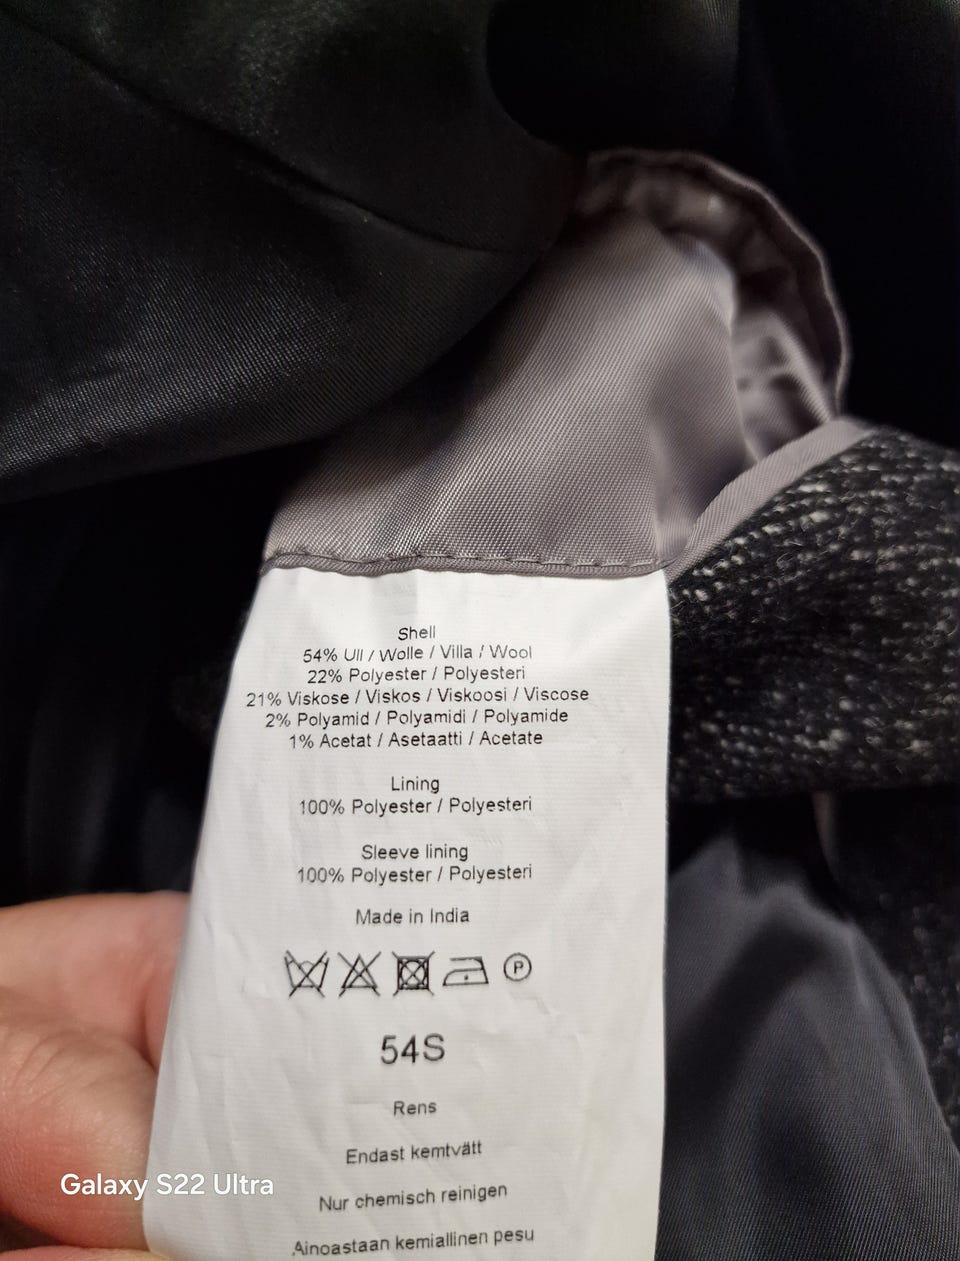 Shell
54% Ull / Wolle / Villa / Wool
22% Polyester / Polyesteri
21% Viskose / Viskos / Viskoosi / Viscose
2% Polyamid / Polyamidi / Polyamide
1% Acetat / Asetaatti / Acetate
Lining
100% Polyester / Polyesteri
Sleeve lining
100% Polyester / Polyesteri
Made in India
P
54S
Rens
Endast kemtvätt
Nur chemisch reinigen
Ainoastaan kemiallinen pesu
Galaxy S22 Ultra